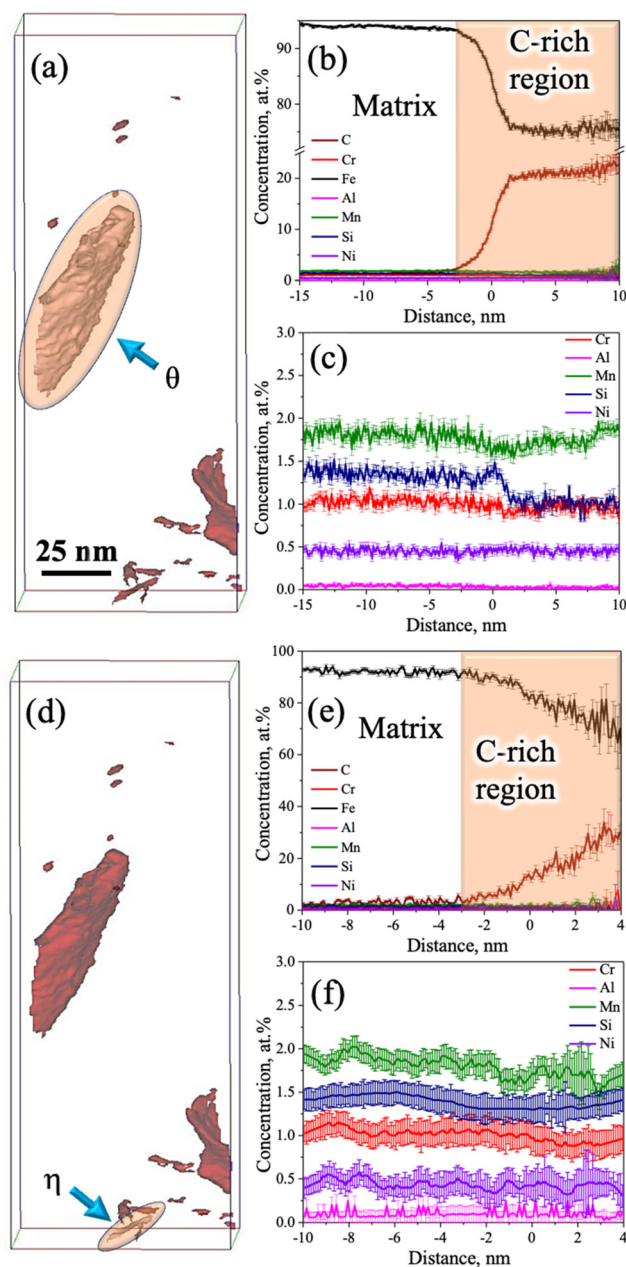 (a)
θ
25 nm
(b)
Concentration, at.%
95
90
85
80
75
20
10
0
Matrix
C-rich
region
C
Cr
Fe
Al
Mn
Si
Ni
-15 -10 -5 0 5 10
Distance, nm
(c)
Concentration, at.%
3.0
2.5
2.0
1.5
1.0
0.5
0.0
Cr
Al
Mn
Si
Ni
-15 -10 -5 0 5 10
Distance, nm
(d)
η
(e)
Concentration, at.%
100
80
60
40
20
0
Matrix
C-rich
region
C
Cr
Fe
Al
Mn
Si
Ni
-10 -8 -6 -4 -2 0 2 4
Distance, nm
(f)
Concentration, at.%
3.0
2.5
2.0
1.5
1.0
0.5
0.0
Cr
Al
Mn
Si
Ni
-10 -8 -6 -4 -2 0 2 4
Distance, nm